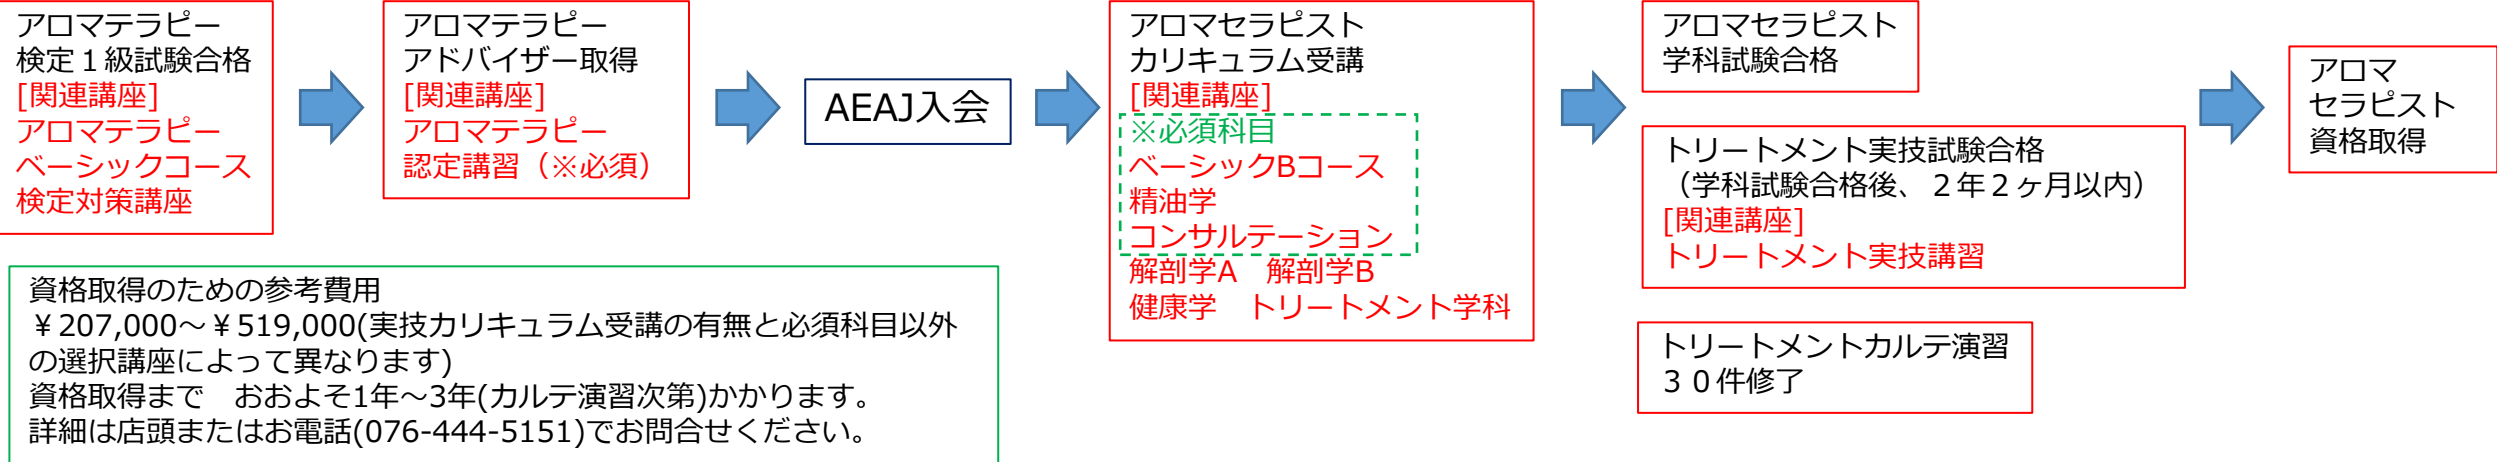 アロマテラピー
検定１級試験合格
[関連講座]
アロマテラピー
ベーシックコース
検定対策講座
アロマテラピー
アドバイザー取得
[関連講座]
アロマテラピー
認定講習（※必須）
AEAJ入会
アロマセラピスト
カリキュラム受講
[関連講座]
※必須科目
ベーシックBコース
精油学
コンサルテーション
解剖学A　解剖学B
健康学　トリートメント学科
アロマセラピスト
学科試験合格
トリートメント実技試験合格
（学科試験合格後、２年２ヶ月以内）
[関連講座]
トリートメント実技講習
トリートメントカルテ演習
３０件修了
アロマ
セラピスト
資格取得
資格取得のための参考費用
￥207,000～￥519,000(実技カリキュラム受講の有無と必須科目以外
の選択講座によって異なります)
資格取得まで　おおよそ1年～3年(カルテ演習次第)かかります。
詳細は店頭またはお電話(076-444-5151)でお問合せください。